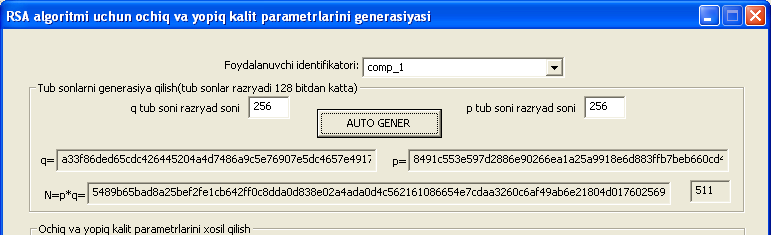 RSA algoritmi uchun ochiq va yopiq kalit parametrlarini generasiyasi
Foydalanuvchi identifikatori: comp_1
Tub sonlarni generasiya qilish(tub sonlar razryadi 128 bitdan katta)
q tub soni razryad soni 256 AUTO GENER p tub soni razryad soni 256
q= a33f86ded65cdc426445204a4d7486a9c5e76907e5dc4657e4917 p= 8491c553e597d2886e90266ea1a25a9918e6d883ffb7beb660cd4
N=p*q= 5489b65bad8a25bef2fe1cb642ff0c8dda0d838e02a4ada0d4c562161086654e7cdaa3260c6af49ab6e21804d017602569 511
Ochiq va yopiq kalit parametrlarini xosil qilish